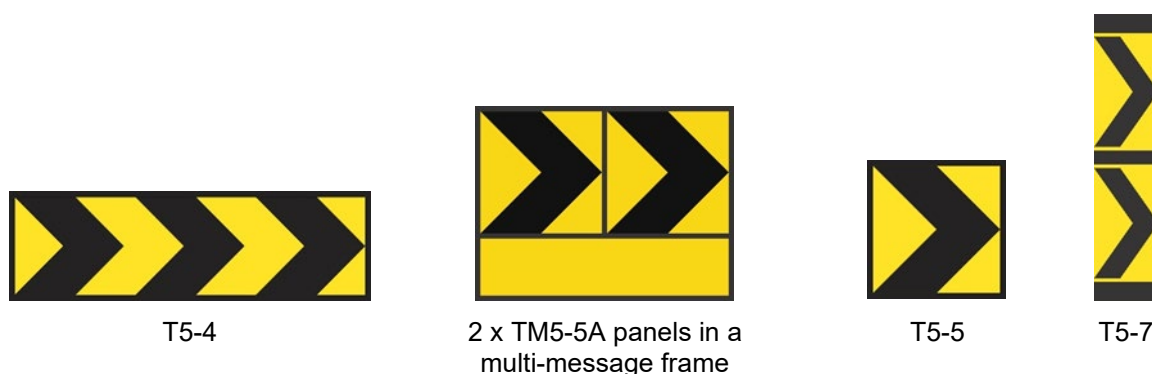 T5-4
2 x TM5-5A panels in a
multi-message frame
T5-5
T5-7